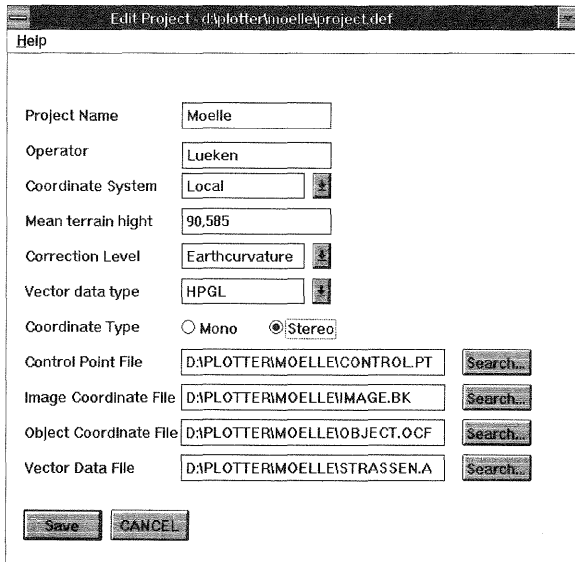 Edit Project - d:\plotter\moelle\project.def
Help
Project Name Moelle
Operator Lueken
Coordinate System Local
Mean terrain hight 90,585
Correction Level Earthcurvature
Vector data type HPGL
Coordinate Type Mono Stereo
Control Point File D:\PLOTTER\MOELLE\CONTROL.PT Search...
Image Coordinate File D:\PLOTTER\MOELLE\IMAGE.BK Search...
Object Coordinate File D:\PLOTTER\MOELLE\OBJECT.OCF Search...
Vector Data File D:\PLOTTER\MOELLE\STRASSEN.A Search...
Save CANCEL